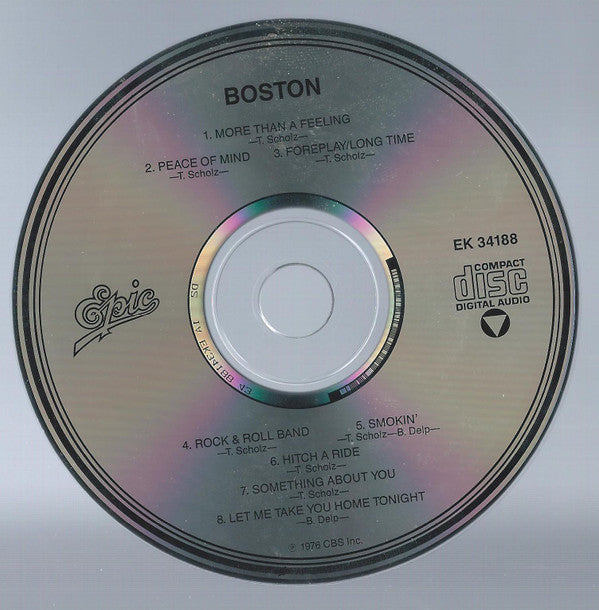 BOSTON
1. MORE THAN A FEELING
—T. Scholz—
2. PEACE OF MIND 3. FOREPLAY/LONG TIME
—T. Scholz— —T. Scholz—
EK 34188
COMPACT
disc
DIGITAL AUDIO
Epic
EK34188
4. ROCK & ROLL BAND 5. SMOKIN'
—T. Scholz— —T. Scholz—B. Delp—
6. HITCH A RIDE
—T. Scholz—
7. SOMETHING ABOUT YOU
—T. Scholz—
8. LET ME TAKE YOU HOME TONIGHT
—B. Delp—
℗ 1976 CBS Inc.